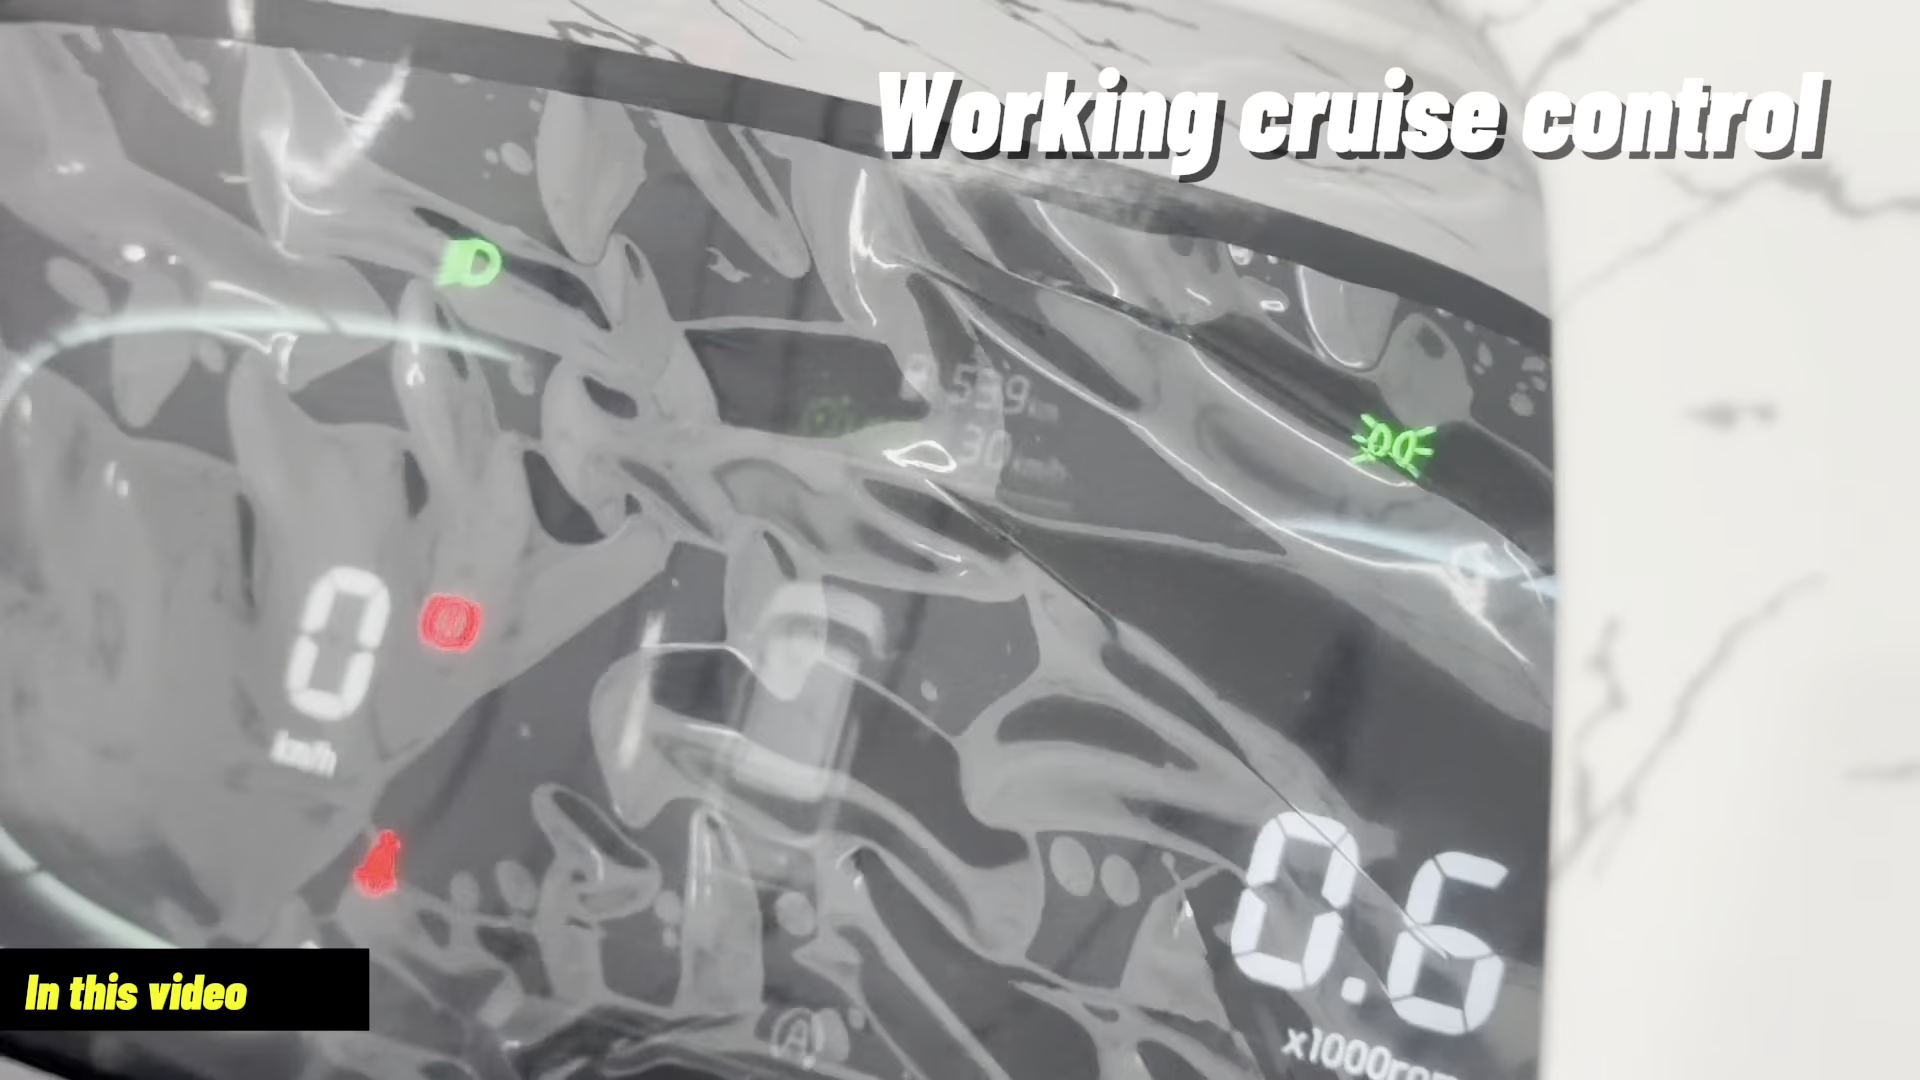 Working cruise control
0
km/h
30
0.6
x1000rpm
A
In this video